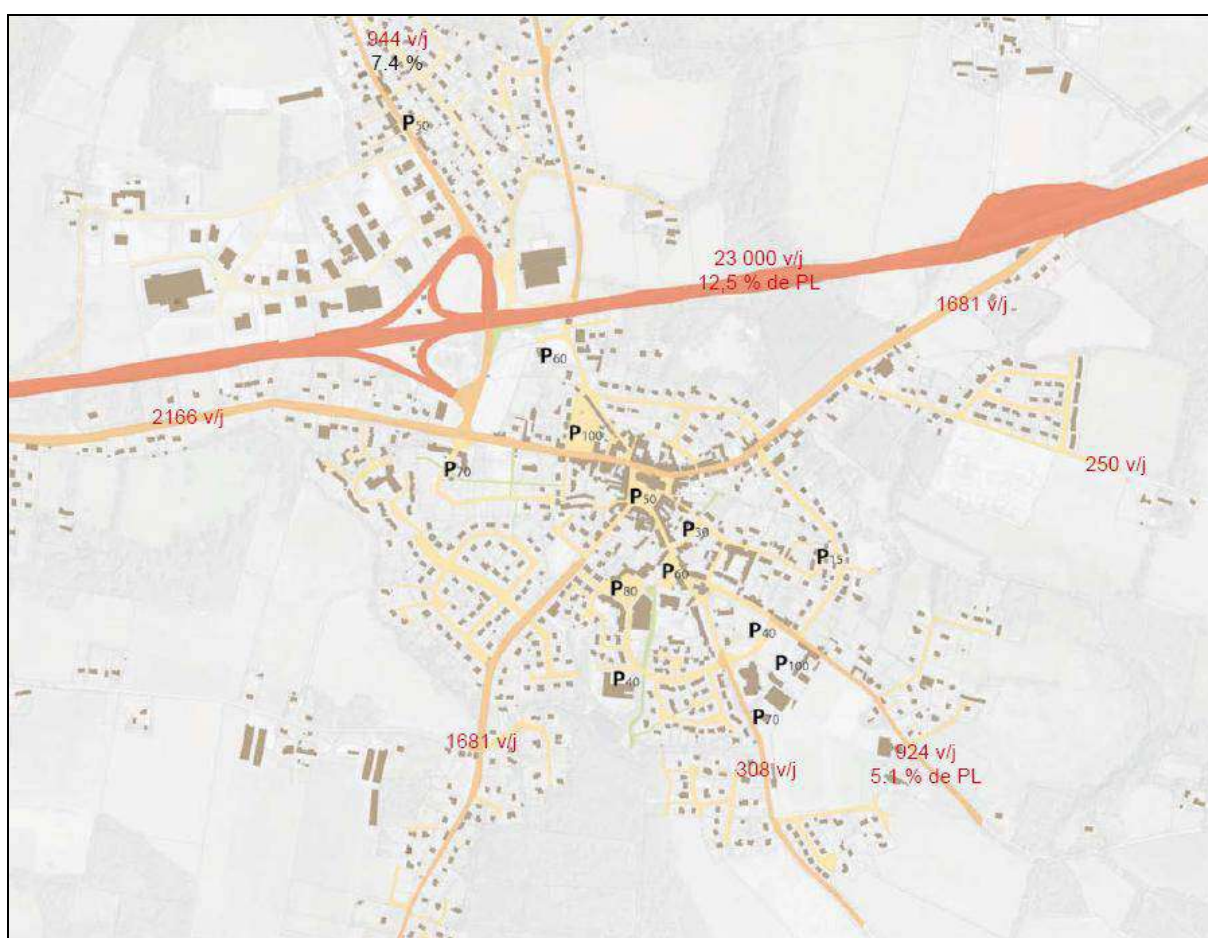 944 v/j
7.4 %
P50
23 000 v/j
12,5 % de PL
1681 v/j
P60
2166 v/j
P100
P70
250 v/j
P50
P30
P15
P60
P80
P40
P100
P40
P70
1681 v/j
924 v/j
308 v/j
5.1 % de PL